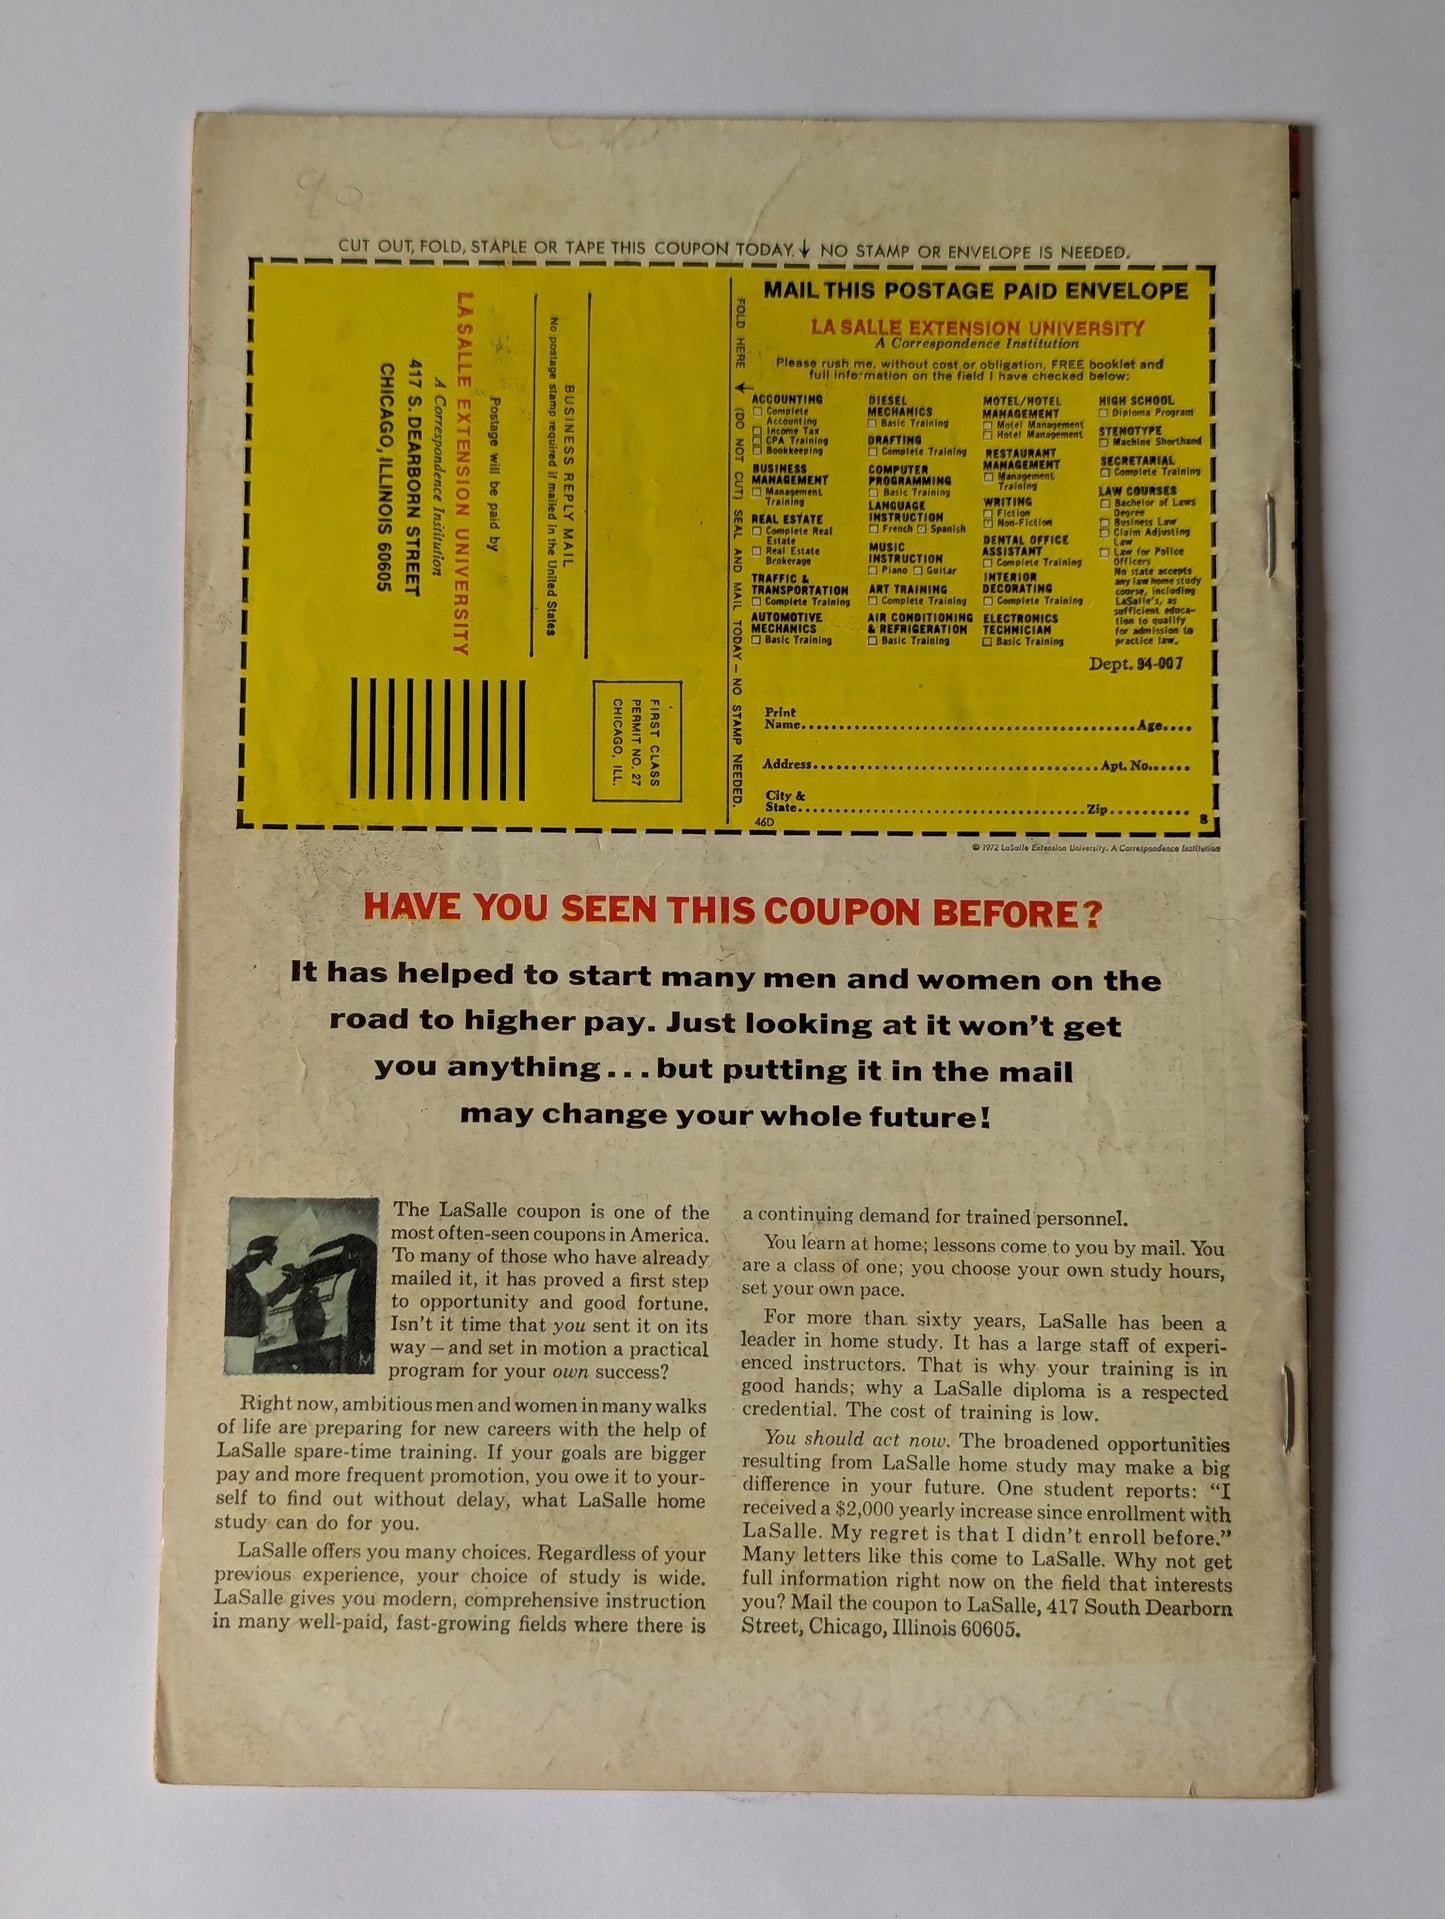 90
CUT OUT, FOLD, STAPLE OR TAPE THIS COUPON TODAY. ↓ NO STAMP OR ENVELOPE IS NEEDED.
BUSINESS REPLY MAIL
No postage stamp required if mailed in the United States
Postage will be paid by
LA SALLE EXTENSION UNIVERSITY
A Correspondence Institution
417 S. DEARBORN STREET
CHICAGO, ILLINOIS 60605
FIRST CLASS
PERMIT NO. 27
CHICAGO, ILL.
FOLD HERE ↓ (DO NOT CUT) SEAL AND MAIL TODAY — NO STAMP NEEDED.
MAIL THIS POSTAGE PAID ENVELOPE
LA SALLE EXTENSION UNIVERSITY
A Correspondence Institution
Please rush me, without cost or obligation, FREE booklet and
full information on the field I have checked below:
ACCOUNTING
☐ Complete
Accounting
☐ Income Tax
☐ CPA Training
☐ Bookkeeping
BUSINESS
MANAGEMENT
☐ Management
Training
REAL ESTATE
☐ Complete Real
Estate
☐ Real Estate
Brokerage
TRAFFIC &
TRANSPORTATION
☐ Complete Training
AUTOMOTIVE
MECHANICS
☐ Basic Training
DIESEL
MECHANICS
☐ Basic Training
DRAFTING
☐ Complete Training
COMPUTER
PROGRAMMING
☐ Basic Training
LANGUAGE
INSTRUCTION
☐ French ☐ Spanish
MUSIC
INSTRUCTION
☐ Piano ☐ Guitar
ART TRAINING
☐ Complete Training
AIR CONDITIONING
& REFRIGERATION
☐ Basic Training
MOTEL/HOTEL
MANAGEMENT
☐ Motel Management
☐ Hotel Management
RESTAURANT
MANAGEMENT
☐ Management
Training
WRITING
☐ Fiction
☐ Non-Fiction
DENTAL OFFICE
ASSISTANT
☐ Complete Training
INTERIOR
DECORATING
☐ Complete Training
ELECTRONICS
TECHNICIAN
☐ Basic Training
HIGH SCHOOL
☐ Diploma Program
STENOTYPE
☐ Machine Shorthand
SECRETARIAL
☐ Complete Training
LAW COURSES
☐ Bachelor of Laws
Degree
☐ Business Law
☐ Claim Adjusting
Law
☐ Law for Police
Officers
No state accepts
any law home study
course, including
LaSalle's, as
sufficient educa-
tion to qualify
for admission to
practice law.
Dept. 94-007
Print
Name........Age....
Address........Apt. No......
City &
State........Zip..........
46D
8
© 1972 LaSalle Extension University. A Correspondence Institution
HAVE YOU SEEN THIS COUPON BEFORE?
It has helped to start many men and women on the
road to higher pay. Just looking at it won't get
you anything...but putting it in the mail
may change your whole future!
The LaSalle coupon is one of the
most often-seen coupons in America.
To many of those who have already
mailed it, it has proved a first step
to opportunity and good fortune.
Isn't it time that you sent it on its
way—and set in motion a practical
program for your own success?
Right now, ambitious men and women in many walks
of life are preparing for new careers with the help of
LaSalle spare-time training. If your goals are bigger
pay and more frequent promotion, you owe it to your-
self to find out without delay, what LaSalle home
study can do for you.
LaSalle offers you many choices. Regardless of your
previous experience, your choice of study is wide.
LaSalle gives you modern, comprehensive instruction
in many well-paid, fast-growing fields where there is
a continuing demand for trained personnel.
You learn at home; lessons come to you by mail. You
are a class of one; you choose your own study hours,
set your own pace.
For more than sixty years, LaSalle has been a
leader in home study. It has a large staff of experi-
enced instructors. That is why your training is in
good hands; why a LaSalle diploma is a respected
credential. The cost of training is low.
You should act now. The broadened opportunities
resulting from LaSalle home study may make a big
difference in your future. One student reports: "I
received a $2,000 yearly increase since enrollment with
LaSalle. My regret is that I didn't enroll before."
Many letters like this come to LaSalle. Why not get
full information right now on the field that interests
you? Mail the coupon to LaSalle, 417 South Dearborn
Street, Chicago, Illinois 60605.